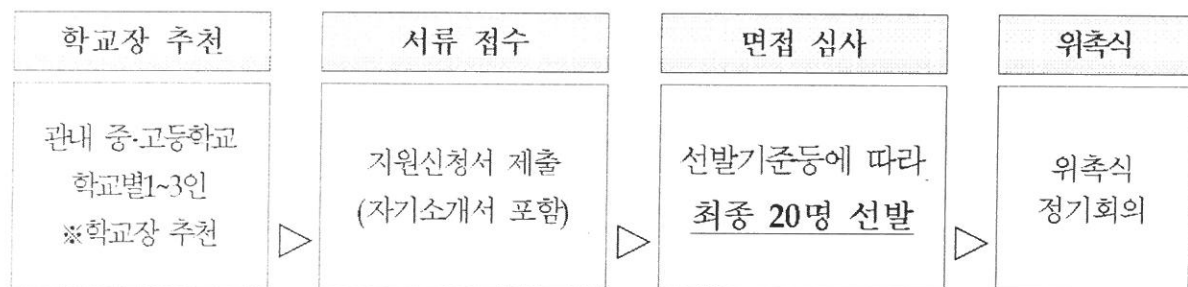 학교장 추천
관내 중·고등학교
학교별1~3인
※학교장 추천
서류 접수
지원신청서 제출
(자기소개서 포함)
면접 심사
선발기준등에 따라
최종 20명 선발
위촉식
위촉식
정기회의